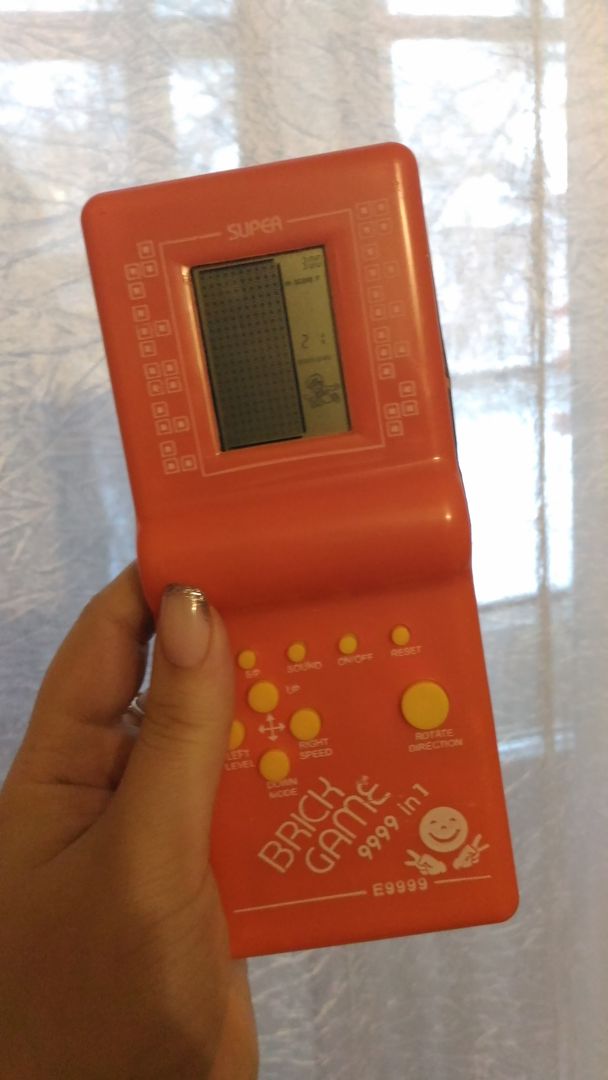 SUPER
300
S/P
SOUND
ON/OFF
RESET
UP
LEFT
LEVEL
RIGHT
SPEED
DOWN
MODE
ROTATE
DIRECTION
BRICK
GAME
9999 in 1
E9999